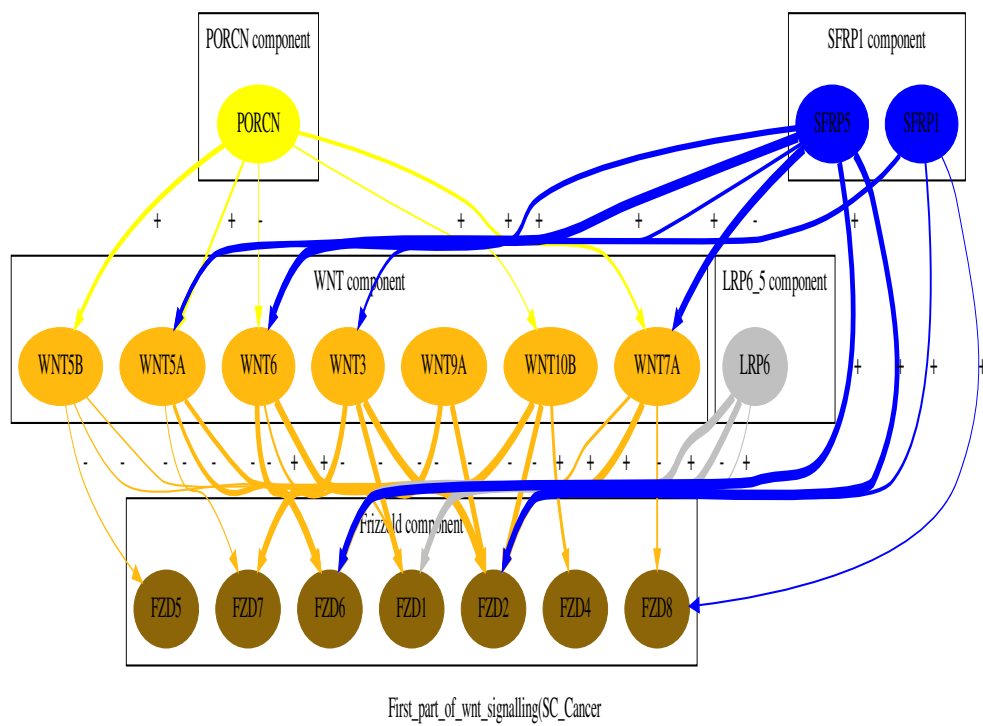 PORCN component
SFRP1 component
PORCN
SFRP5
SFRP1
+ + - + + + + + - +
WNT component
LRP6_5 component
WNT5B
WNT5A
WNT6
WNT3
WNT9A
WNT10B
WNT7A
LRP6
+ + + +
- - - - - - - + + - - - - - + + + - + - +
Frizzald component
FZD5
FZD7
FZD6
FZD1
FZD2
FZD4
FZD8
First_part_of_wnt_signalling(SC_Cancer